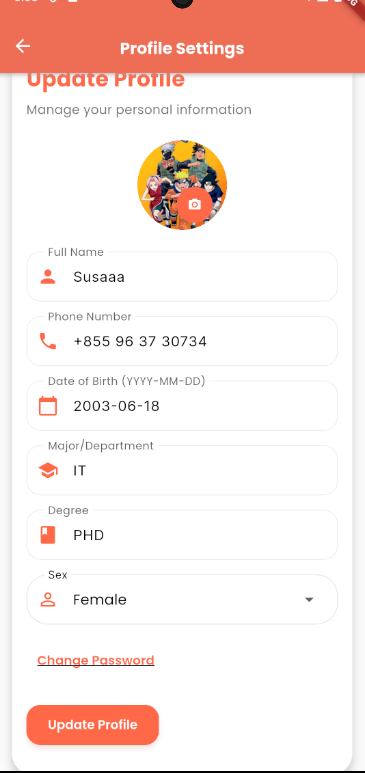 Profile Settings
Update Profile
Manage your personal information
Full Name
Susaaa
Phone Number
+855 96 37 30734
Date of Birth (YYYY-MM-DD)
2003-06-18
Major/Department
IT
Degree
PHD
Sex
Female
Change Password
Update Profile